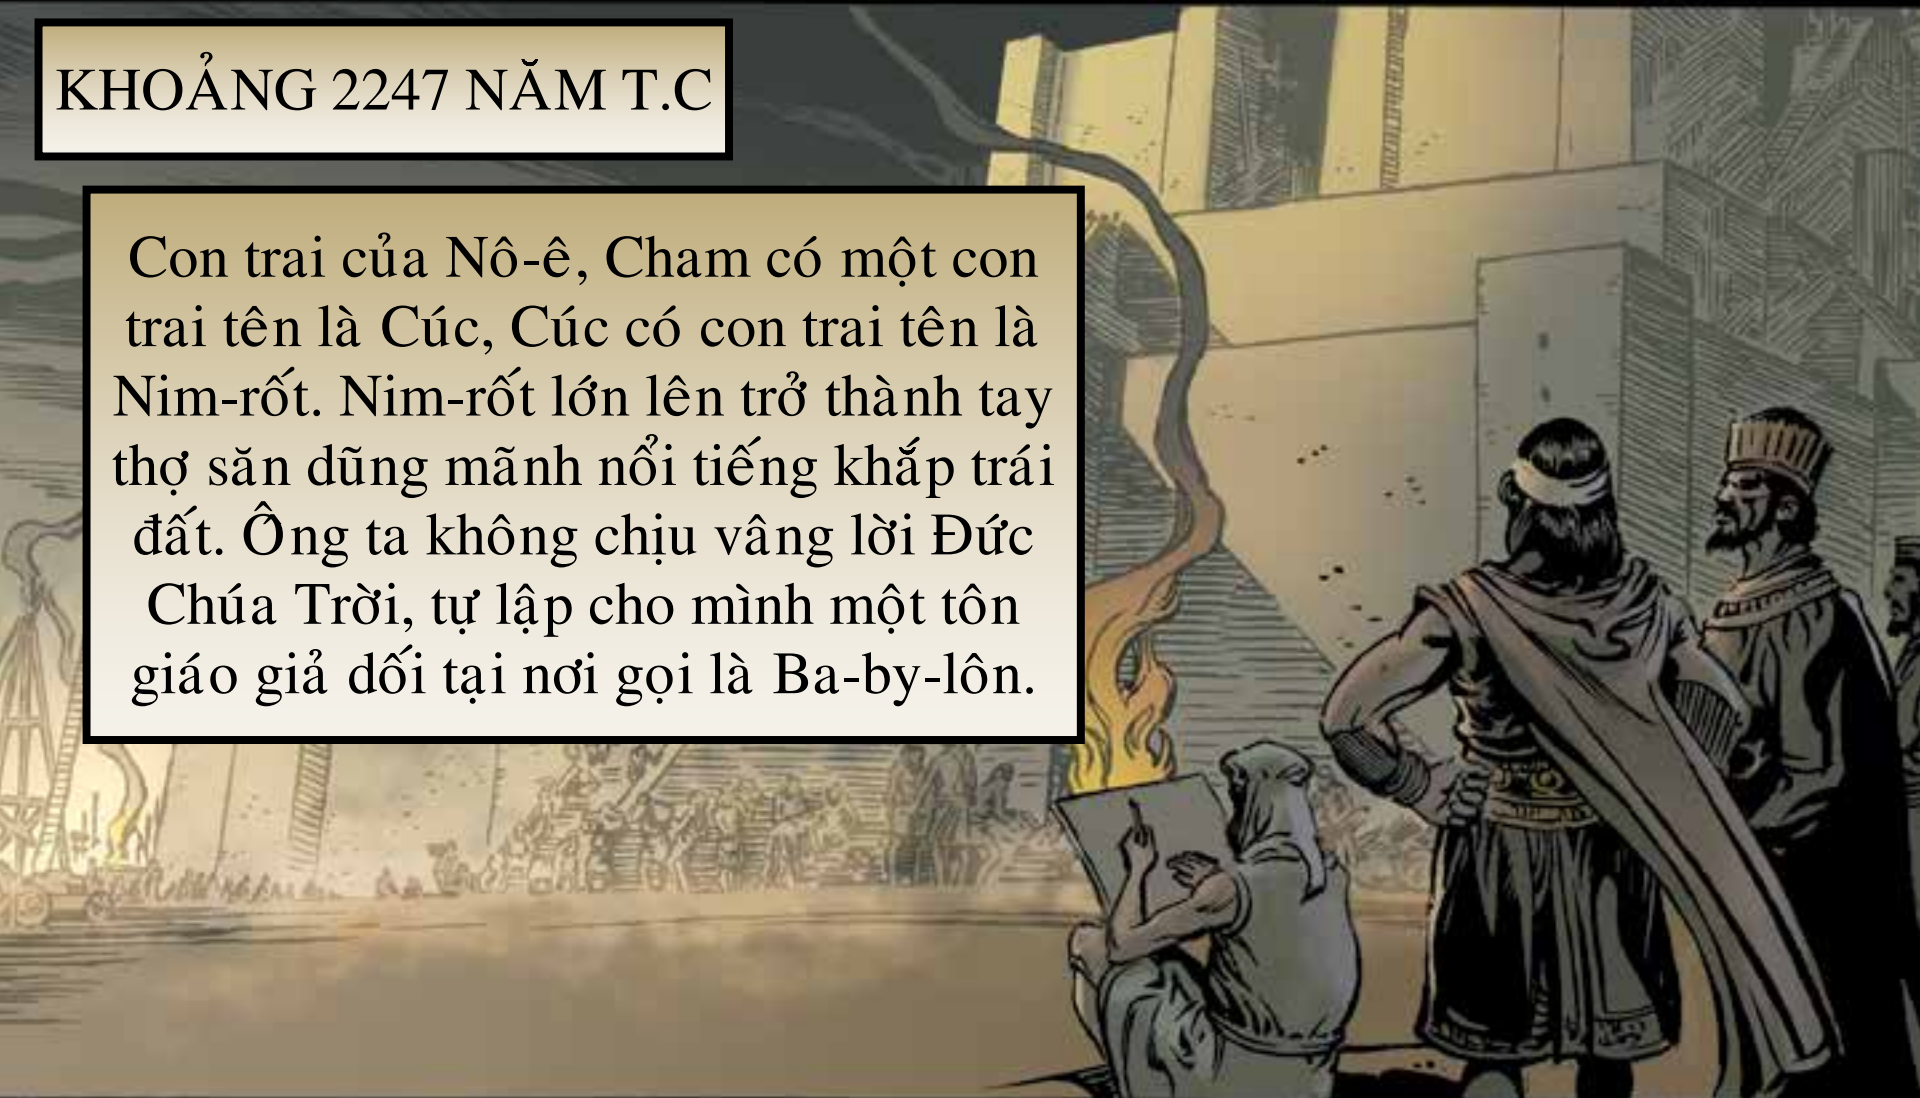 KHOẢNG 2247 NĂM T.C
Con trai của Nô-ê, Cham có một con
trai tên là Cúc, Cúc có con trai tên là
Nim-rốt. Nim-rốt lớn lên trở thành tay
thợ săn dũng mãnh nổi tiếng khắp trái
đất. Ông ta không chịu vâng lời Đức
Chúa Trời, tự lập cho mình một tôn
giáo giả dối tại nơi gọi là Ba-by-lôn.